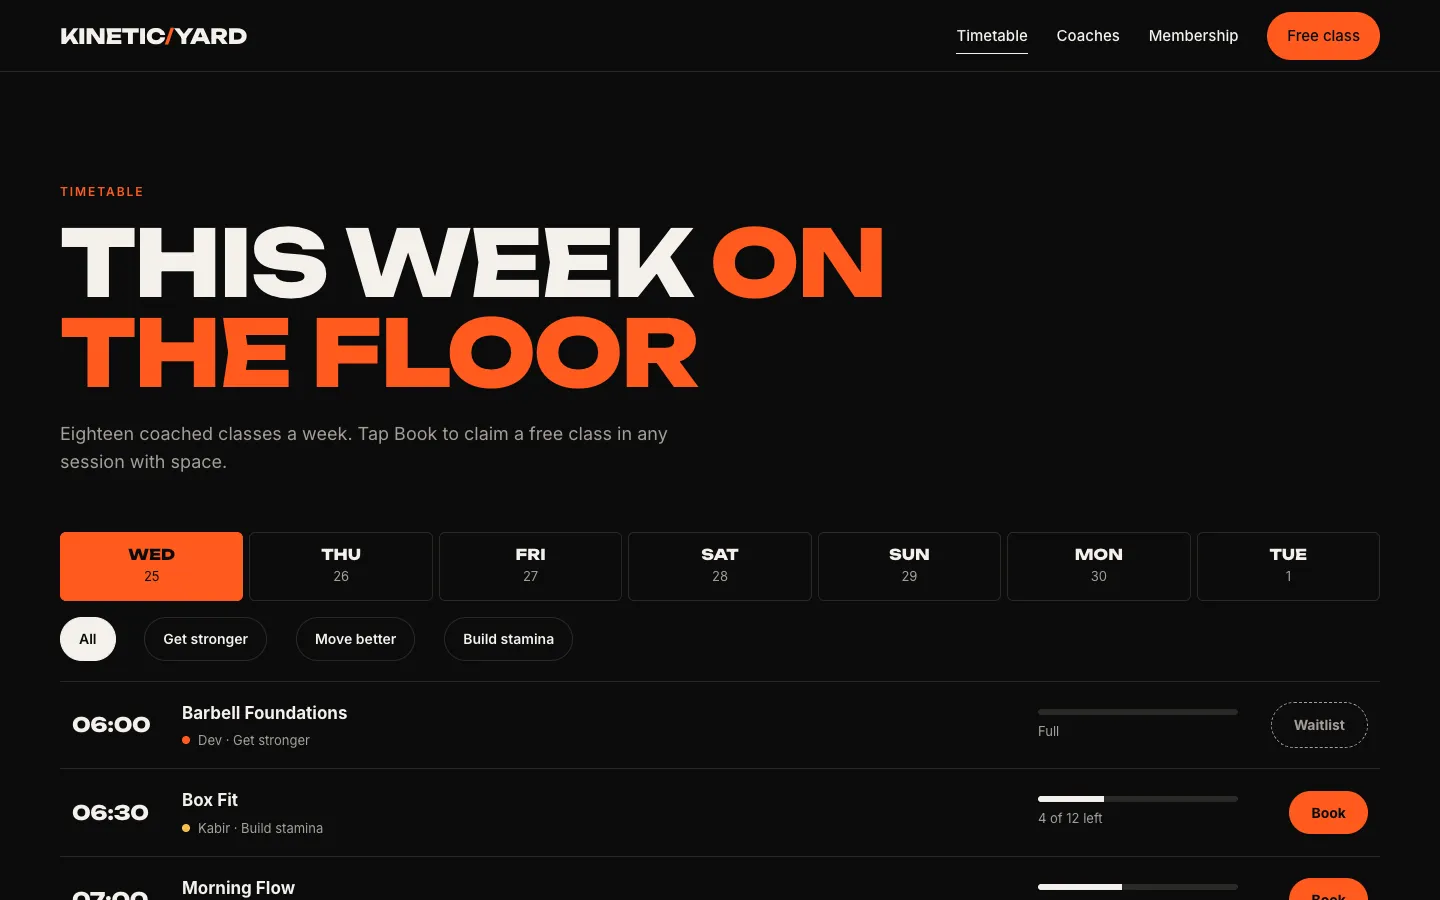 KINETIC/YARD
Timetable
Coaches
Membership
Free class
TIMETABLE
THIS WEEK ON
THE FLOOR
Eighteen coached classes a week. Tap Book to claim a free class in any
session with space.
WED
25
THU
26
FRI
27
SAT
28
SUN
29
MON
30
TUE
1
All
Get stronger
Move better
Build stamina
06:00
Barbell Foundations
Dev · Get stronger
Full
Waitlist
06:30
Box Fit
Kabir · Build stamina
4 of 12 left
Book
07:00
Morning Flow
Book